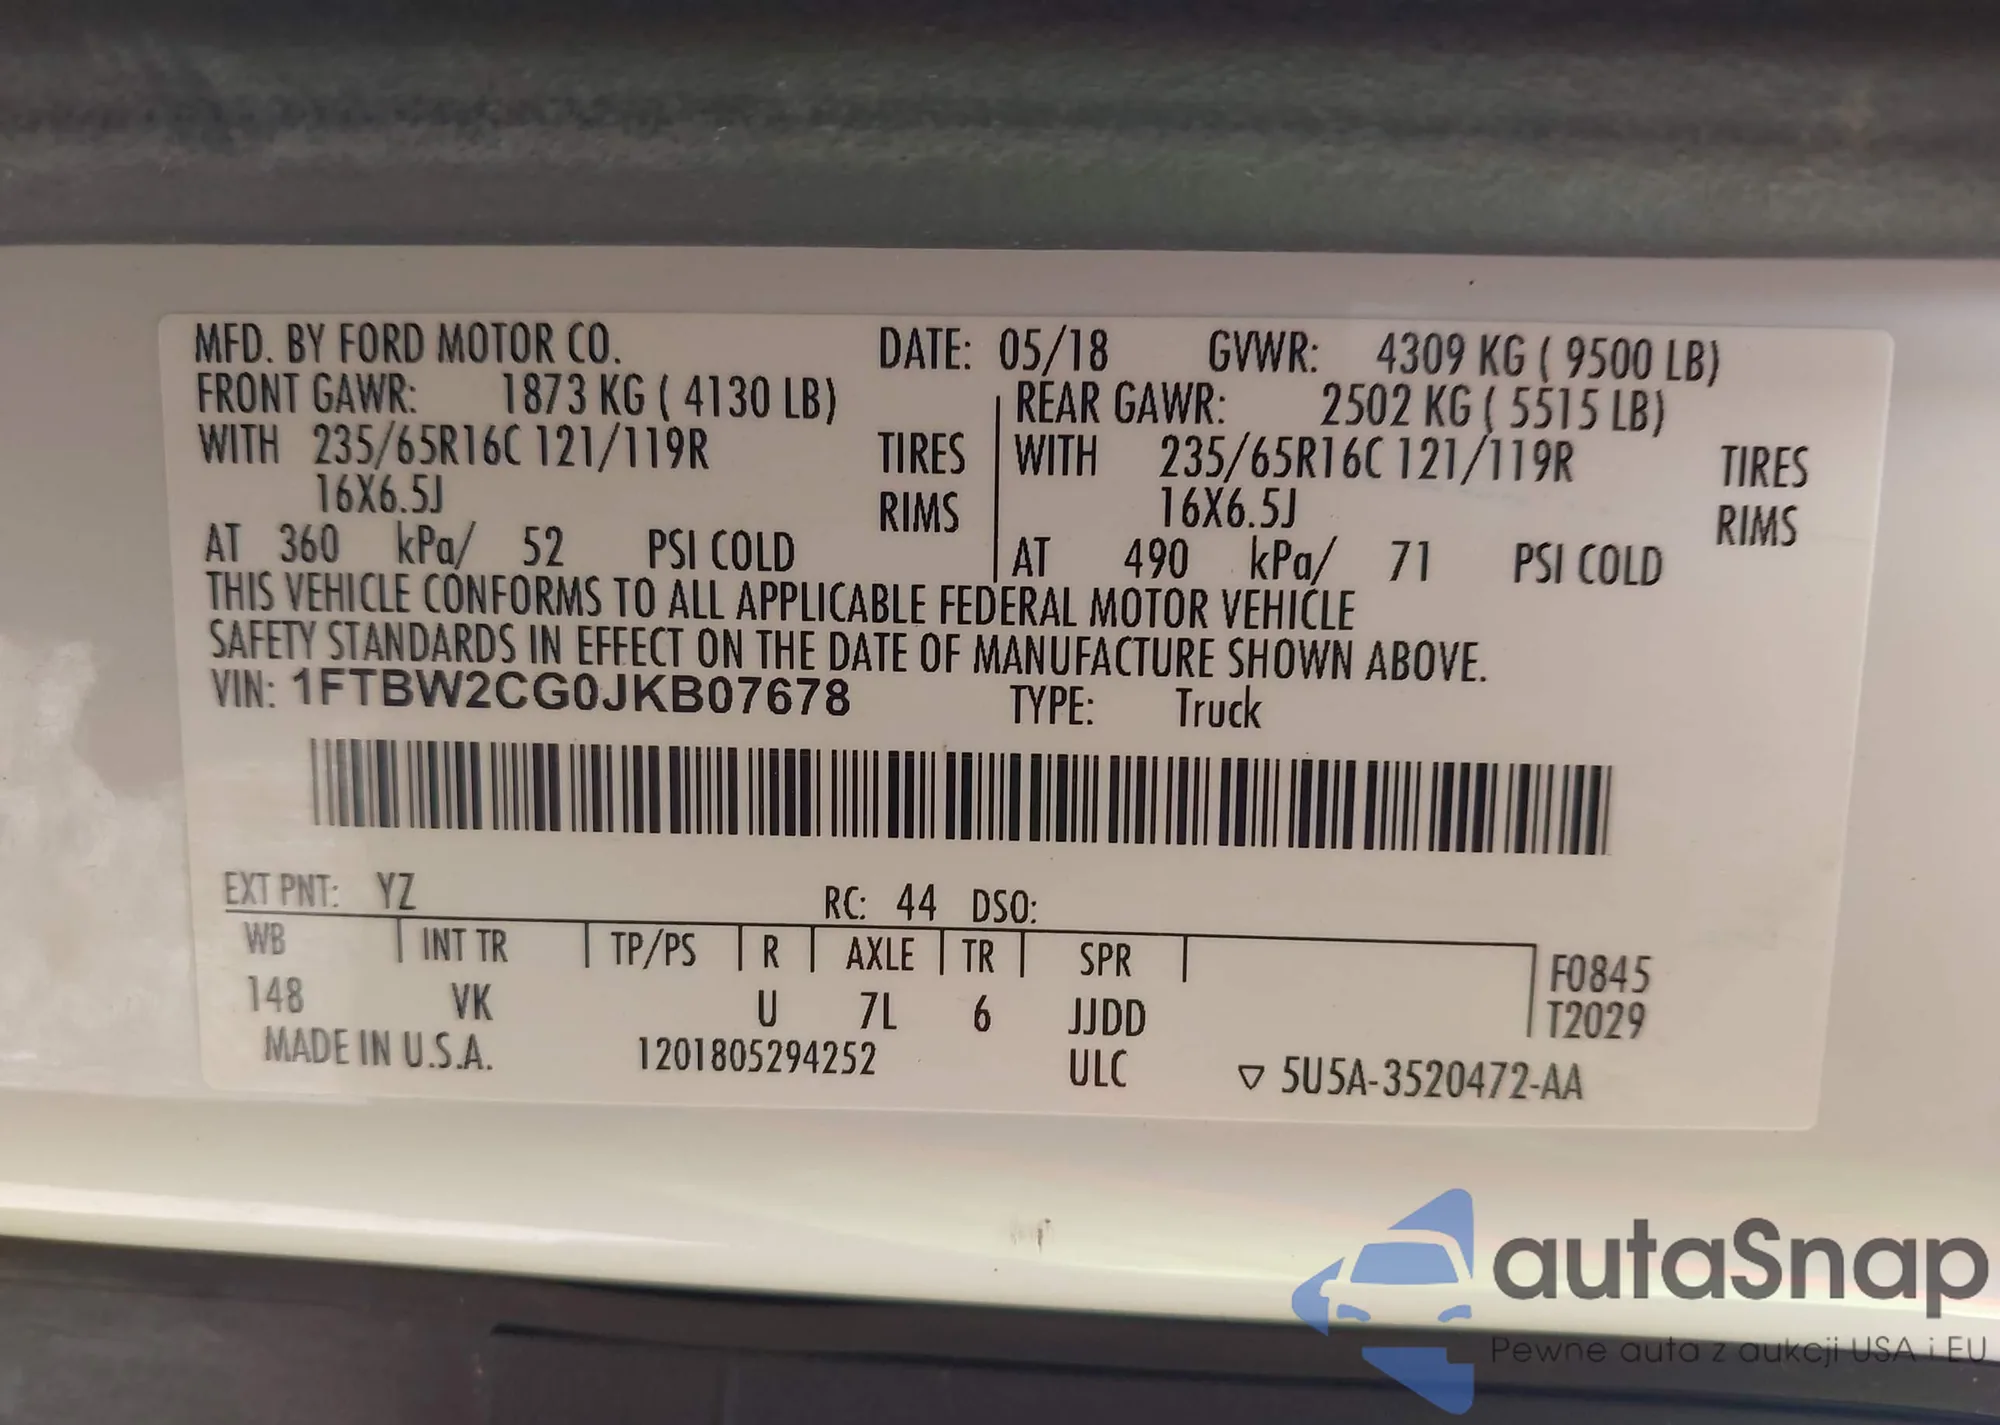 MFD. BY FORD MOTOR CO. DATE: 05/18 GVWR: 4309 KG ( 9500 LB)
FRONT GAWR: 1873 KG ( 4130 LB) REAR GAWR: 2502 KG ( 5515 LB)
WITH 235/65R16C 121/119R TIRES WITH 235/65R16C 121/119R TIRES
16X6.5J RIMS 16X6.5J RIMS
AT 360 kPa/ 52 PSI COLD AT 490 kPa/ 71 PSI COLD
THIS VEHICLE CONFORMS TO ALL APPLICABLE FEDERAL MOTOR VEHICLE
SAFETY STANDARDS IN EFFECT ON THE DATE OF MANUFACTURE SHOWN ABOVE.
VIN: 1FTBW2CG0JKB07678 TYPE: Truck
EXT PNT: YZ RC: 44 DSO:
WB INT TR TP/PS R AXLE TR SPR F0845
148 VK U 7L 6 JJDD T2029
MADE IN U.S.A. 1201805294252 ULC ▽ 5U5A-3520472-AA
autaSnap
Pewne auta z aukcji USA i EU